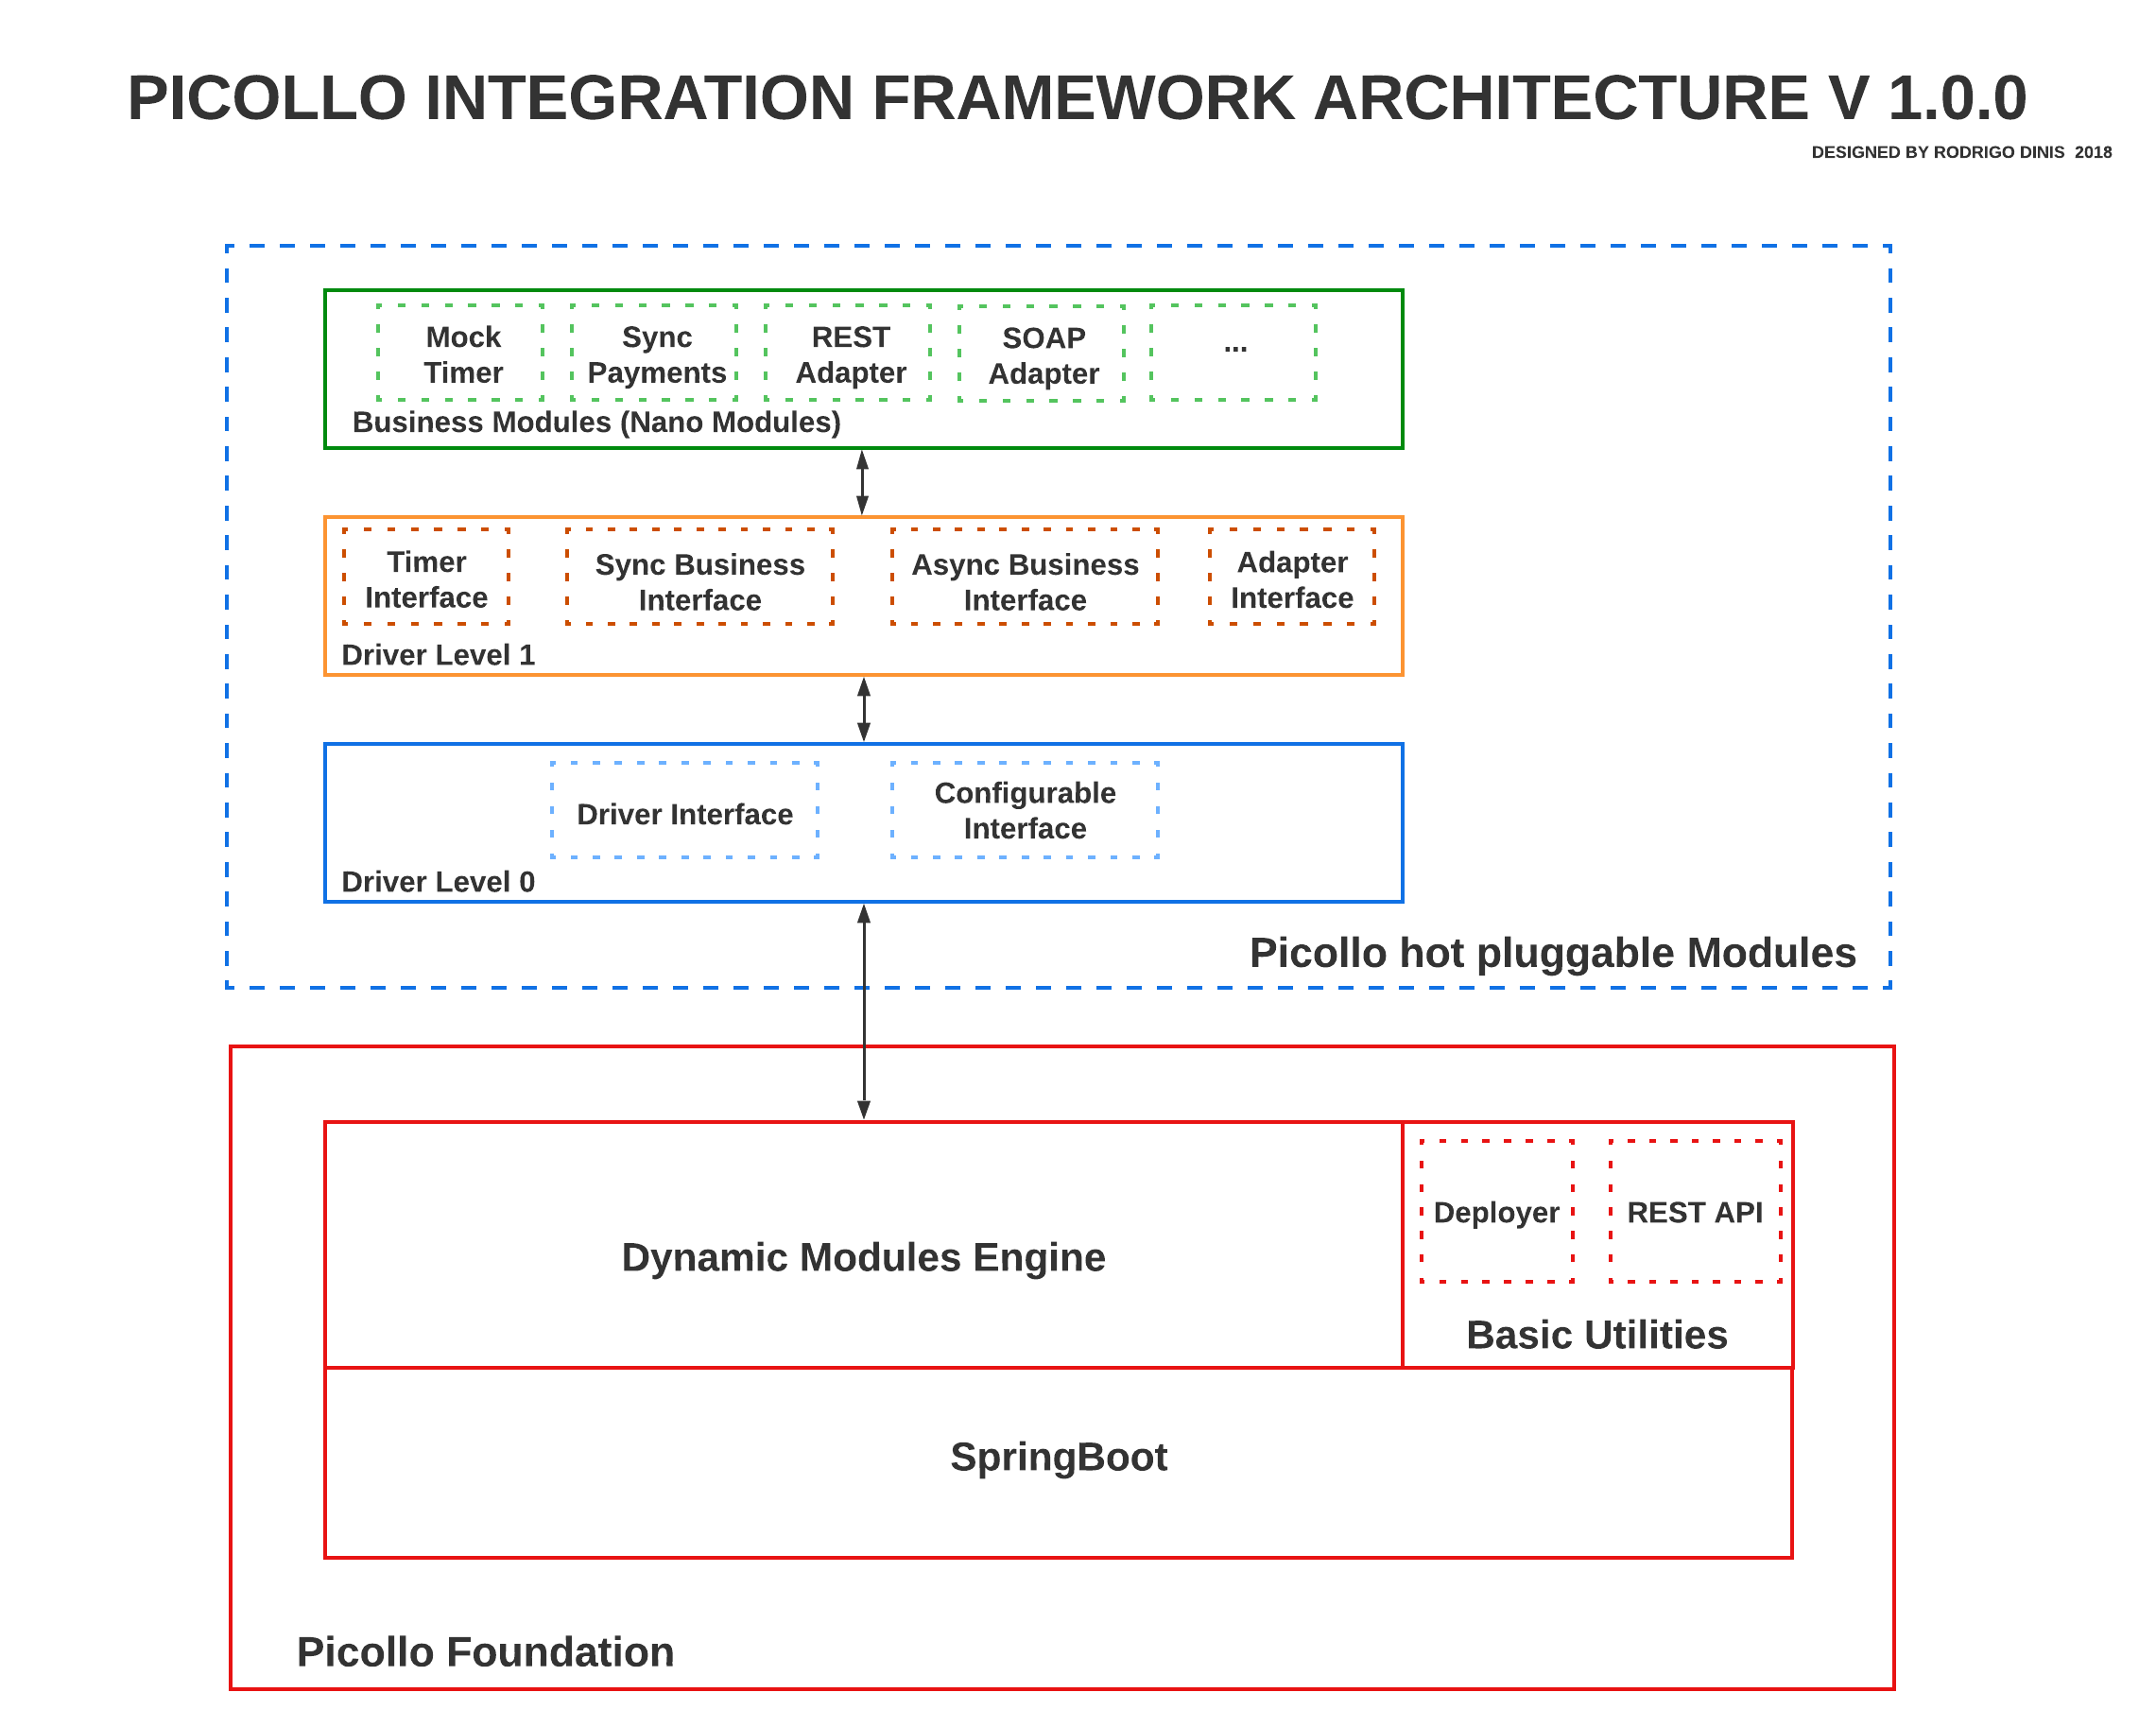 PICOLLO INTEGRATION FRAMEWORK ARCHITECTURE V 1.0.0
DESIGNED BY RODRIGO DINIS 2018
Mock
Timer
Sync
Payments
REST
Adapter
SOAP
Adapter
...
Business Modules (Nano Modules)
Timer
Interface
Sync Business
Interface
Async Business
Interface
Adapter
Interface
Driver Level 1
Driver Interface
Configurable
Interface
Driver Level 0
Picollo hot pluggable Modules
Dynamic Modules Engine
Deployer
REST API
Basic Utilities
SpringBoot
Picollo Foundation